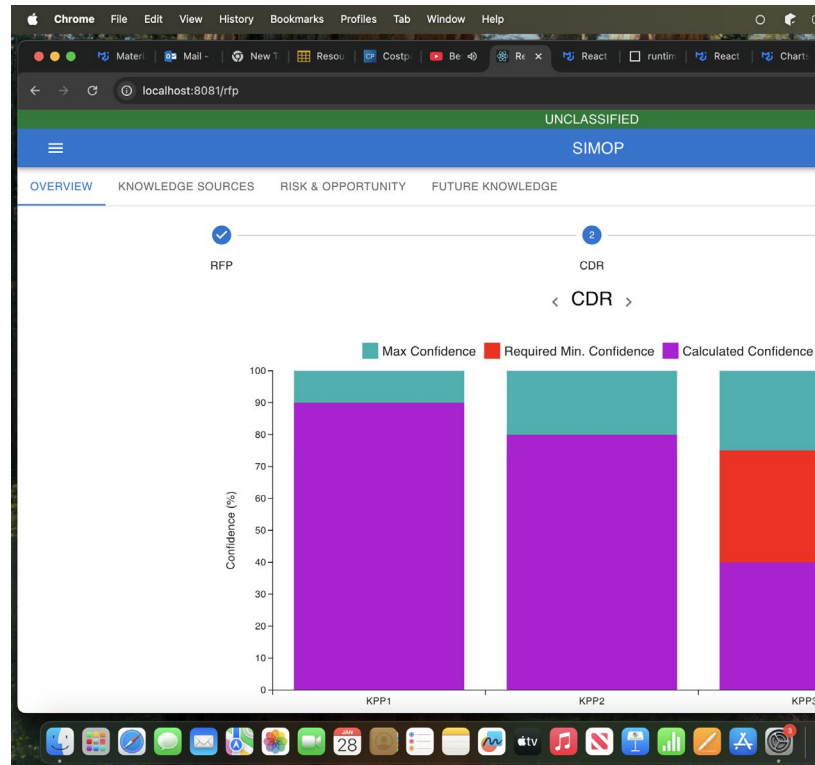 Chrome File Edit View History Bookmarks Profiles Tab Window Help
Materi Mail - New T Resou Costp Be Re React runtim React Charts
localhost:8081/rfp
UNCLASSIFIED
SIMOP
OVERVIEW KNOWLEDGE SOURCES RISK & OPPORTUNITY FUTURE KNOWLEDGE
2
RFP CDR
< CDR >
Max Confidence Required Min. Confidence Calculated Confidence
100
90
80
70
60
50
40
30
20
10
0
Confidence (%)
KPP1 KPP2 KPP3
JAN
28
tv
3